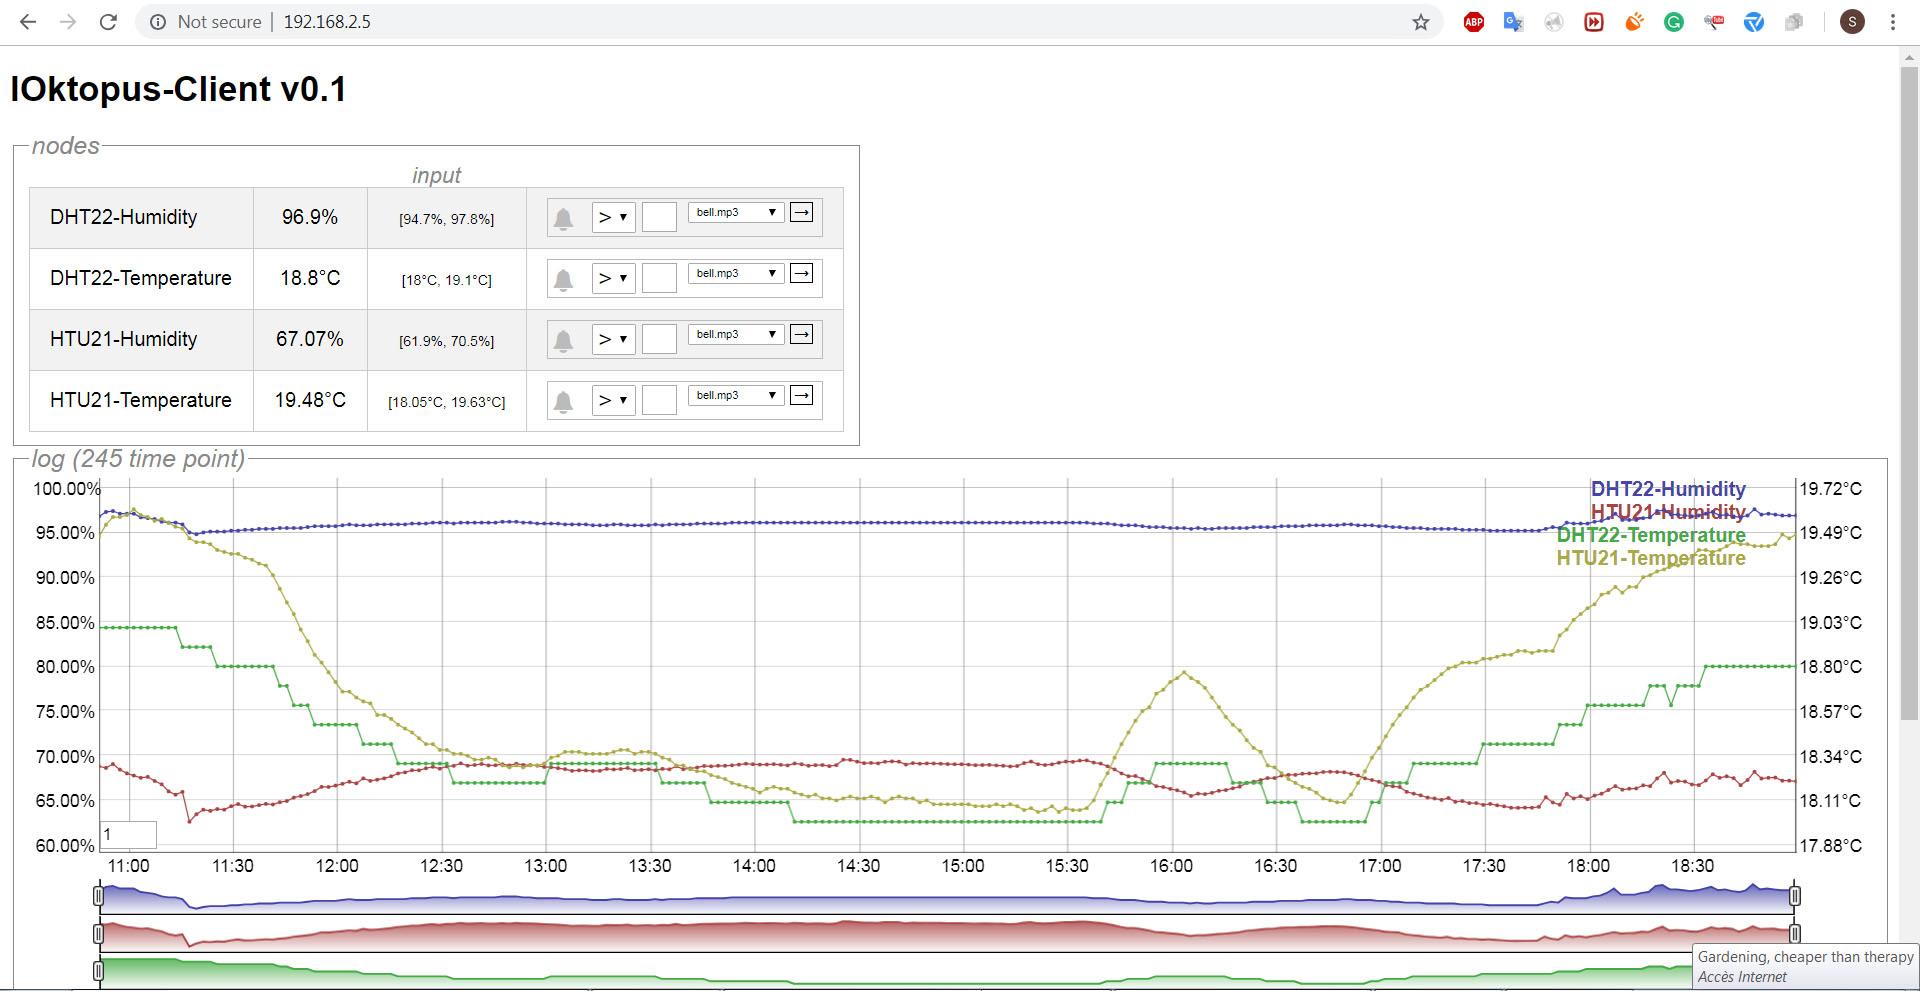 Not secure | 192.168.2.5
ABP
S
IOktopus-Client v0.1
nodes
input
DHT22-Humidity 96.9% [94.7%, 97.8%] > ▼ bell.mp3 ▼ →
DHT22-Temperature 18.8°C [18°C, 19.1°C] > ▼ bell.mp3 ▼ →
HTU21-Humidity 67.07% [61.9%, 70.5%] > ▼ bell.mp3 ▼ →
HTU21-Temperature 19.48°C [18.05°C, 19.63°C] > ▼ bell.mp3 ▼ →
log (245 time point)
100.00% DHT22-Humidity 19.72°C
HTU21-Humidity
95.00% DHT22-Temperature 19.49°C
HTU21-Temperature
90.00% 19.26°C
85.00% 19.03°C
80.00% 18.80°C
75.00% 18.57°C
70.00% 18.34°C
65.00% 18.11°C
1
60.00% 17.88°C
11:00 11:30 12:00 12:30 13:00 13:30 14:00 14:30 15:00 15:30 16:00 16:30 17:00 17:30 18:00 18:30
Gardening, cheaper than therapy
Accès Internet